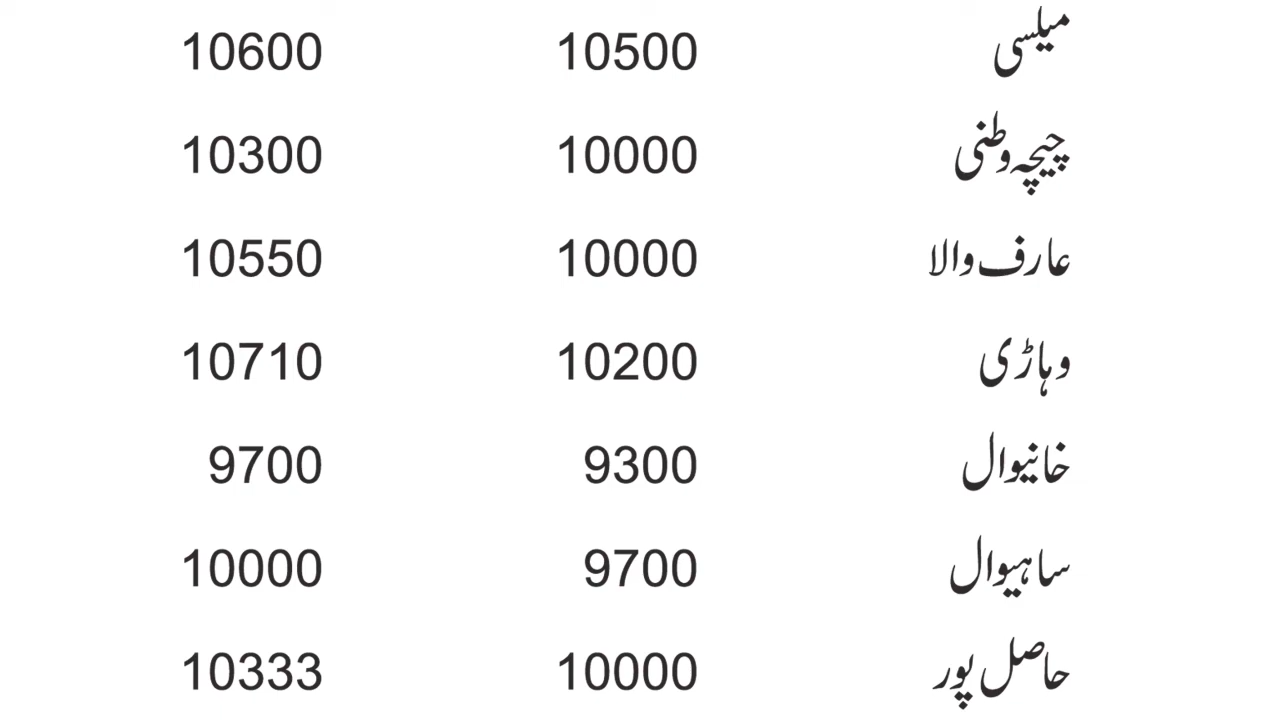 میلسی 10500 10600
چیچہ وطنی 10000 10300
عارف والا 10000 10550
وہاڑی 10200 10710
خانیوال 9300 9700
ساہیوال 9700 10000
حاصل پور 10000 10333